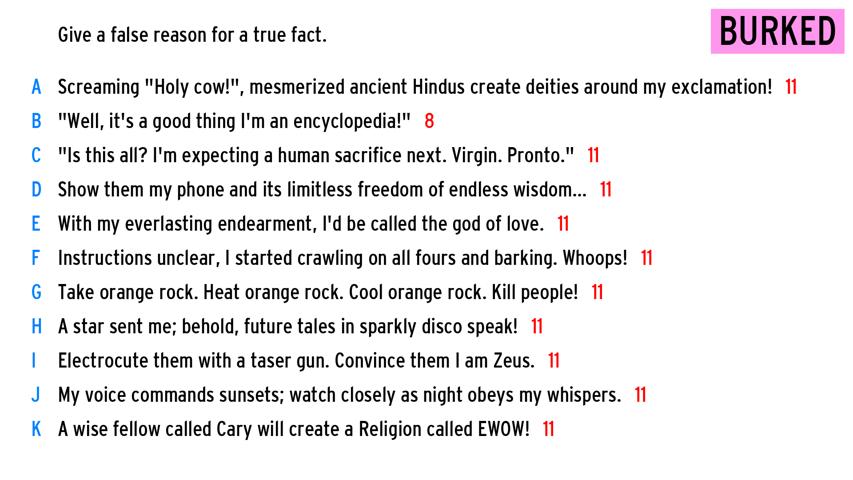 Give a false reason for a true fact.
BURKED
A Screaming "Holy cow!", mesmerized ancient Hindus create deities around my exclamation! 11
B "Well, it's a good thing I'm an encyclopedia!" 8
C "Is this all? I'm expecting a human sacrifice next. Virgin. Pronto." 11
D Show them my phone and its limitless freedom of endless wisdom... 11
E With my everlasting endearment, I'd be called the god of love. 11
F Instructions unclear, I started crawling on all fours and barking. Whoops! 11
G Take orange rock. Heat orange rock. Cool orange rock. Kill people! 11
H A star sent me; behold, future tales in sparkly disco speak! 11
I Electrocute them with a taser gun. Convince them I am Zeus. 11
J My voice commands sunsets; watch closely as night obeys my whispers. 11
K A wise fellow called Cary will create a Religion called EWOW! 11